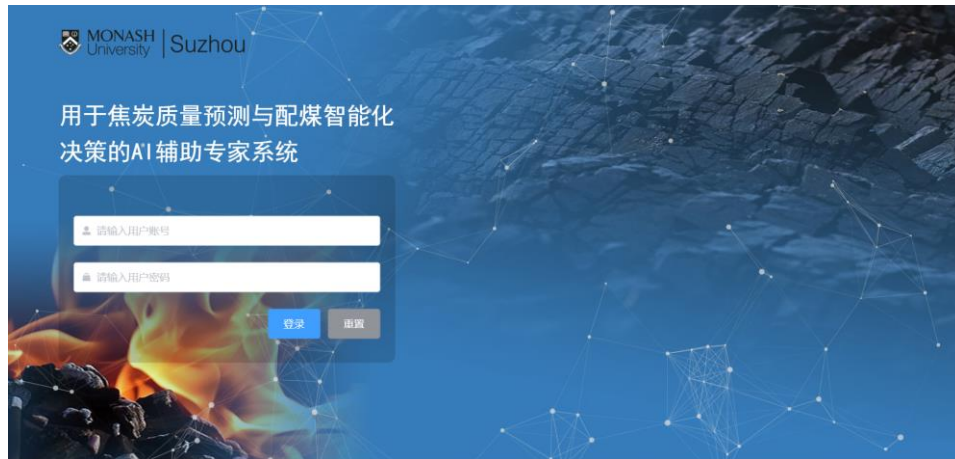 MONASH
University
Suzhou
用于焦炭质量预测与配煤智能化
决策的AI辅助专家系统
请输入用户账号
请输入用户密码
登录 重置